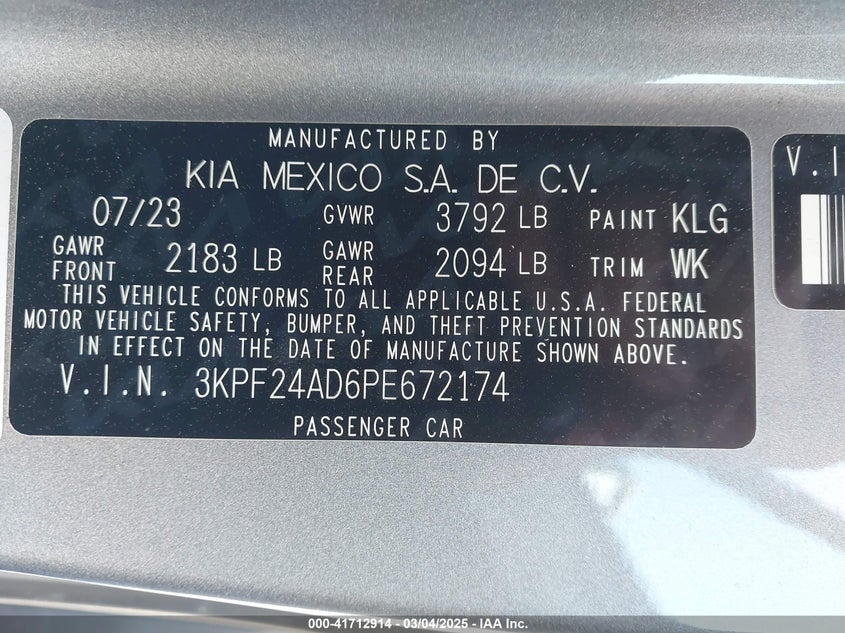 MANUFACTURED BY
KIA MEXICO S.A. DE C.V.
07/23 GVWR 3792 LB PAINT KLG
GAWR FRONT 2183 LB GAWR REAR 2094 LB TRIM WK
THIS VEHICLE CONFORMS TO ALL APPLICABLE U.S.A. FEDERAL
MOTOR VEHICLE SAFETY, BUMPER, AND THEFT PREVENTION STANDARDS
IN EFFECT ON THE DATE OF MANUFACTURE SHOWN ABOVE.
V.I.N. 3KPF24AD6PE672174
PASSENGER CAR
V.I
000-41712914 - 03/04/2025 - IAA Inc.